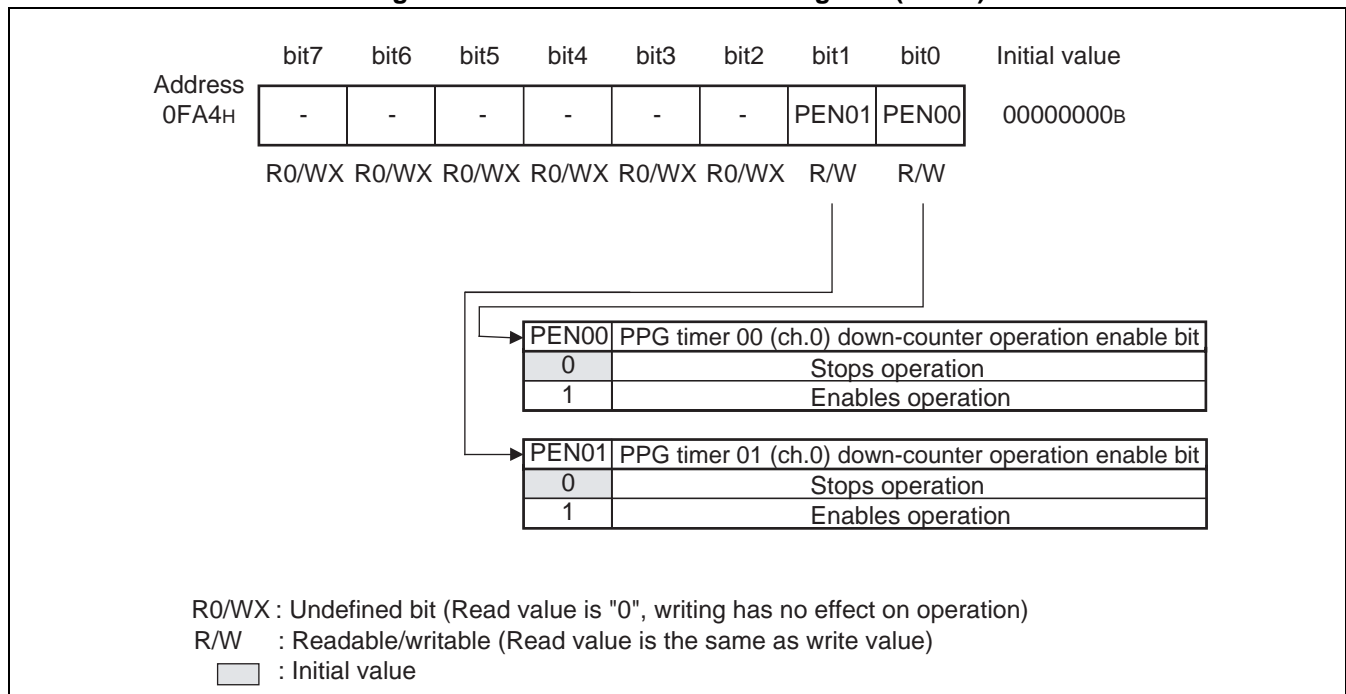 bit7 bit6 bit5 bit4 bit3 bit2 bit1 bit0 Initial value
Address
0FA4H - - - - - - PEN01 PEN00 00000000B
R0/WX R0/WX R0/WX R0/WX R0/WX R0/WX R/W R/W
PEN00 PPG timer 00 (ch.0) down-counter operation enable bit
0 Stops operation
1 Enables operation
PEN01 PPG timer 01 (ch.0) down-counter operation enable bit
0 Stops operation
1 Enables operation
R0/WX : Undefined bit (Read value is "0", writing has no effect on operation)
R/W : Readable/writable (Read value is the same as write value)
: Initial value